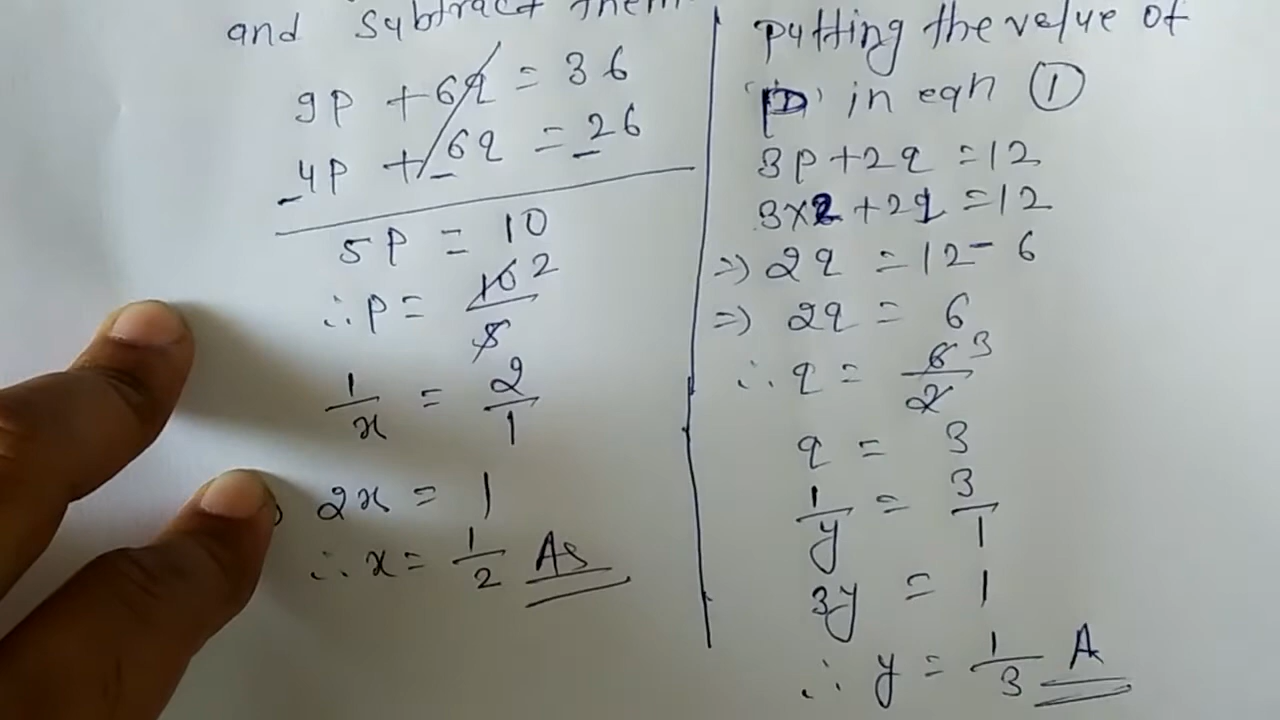 and Subtract them
9p + 6q = 36
4p + 6q = 26
5p = 10
∴ p = 10/5 2
1/x = 2/1
2x = 1
∴ x = 1/2 As
putting the value of
'p' in eqn ①
3p + 2q = 12
3×2 + 2q = 12
=> 2q = 12 - 6
=> 2q = 6
∴ q = 6/2 3
q = 3
1/y = 3/1
3y = 1
∴ y = 1/3 A